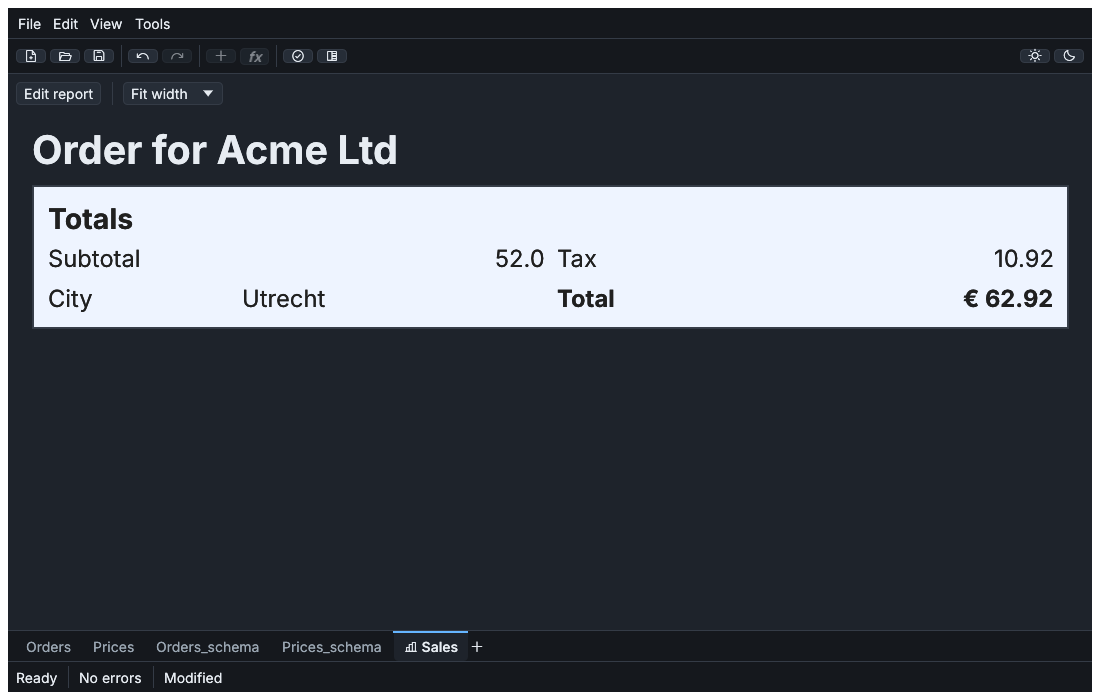 File Edit View Tools
fx
Edit report Fit width
Order for Acme Ltd
Totals
Subtotal 52.0 Tax 10.92
City Utrecht Total € 62.92
Orders Prices Orders_schema Prices_schema Sales +
Ready No errors Modified